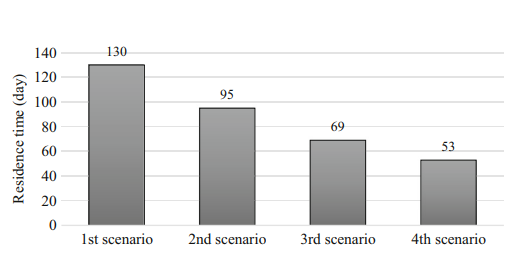 Residence time (day)
140
120
100
80
60
40
20
0
130
95
69
53
1st scenario
2nd scenario
3rd scenario
4th scenario